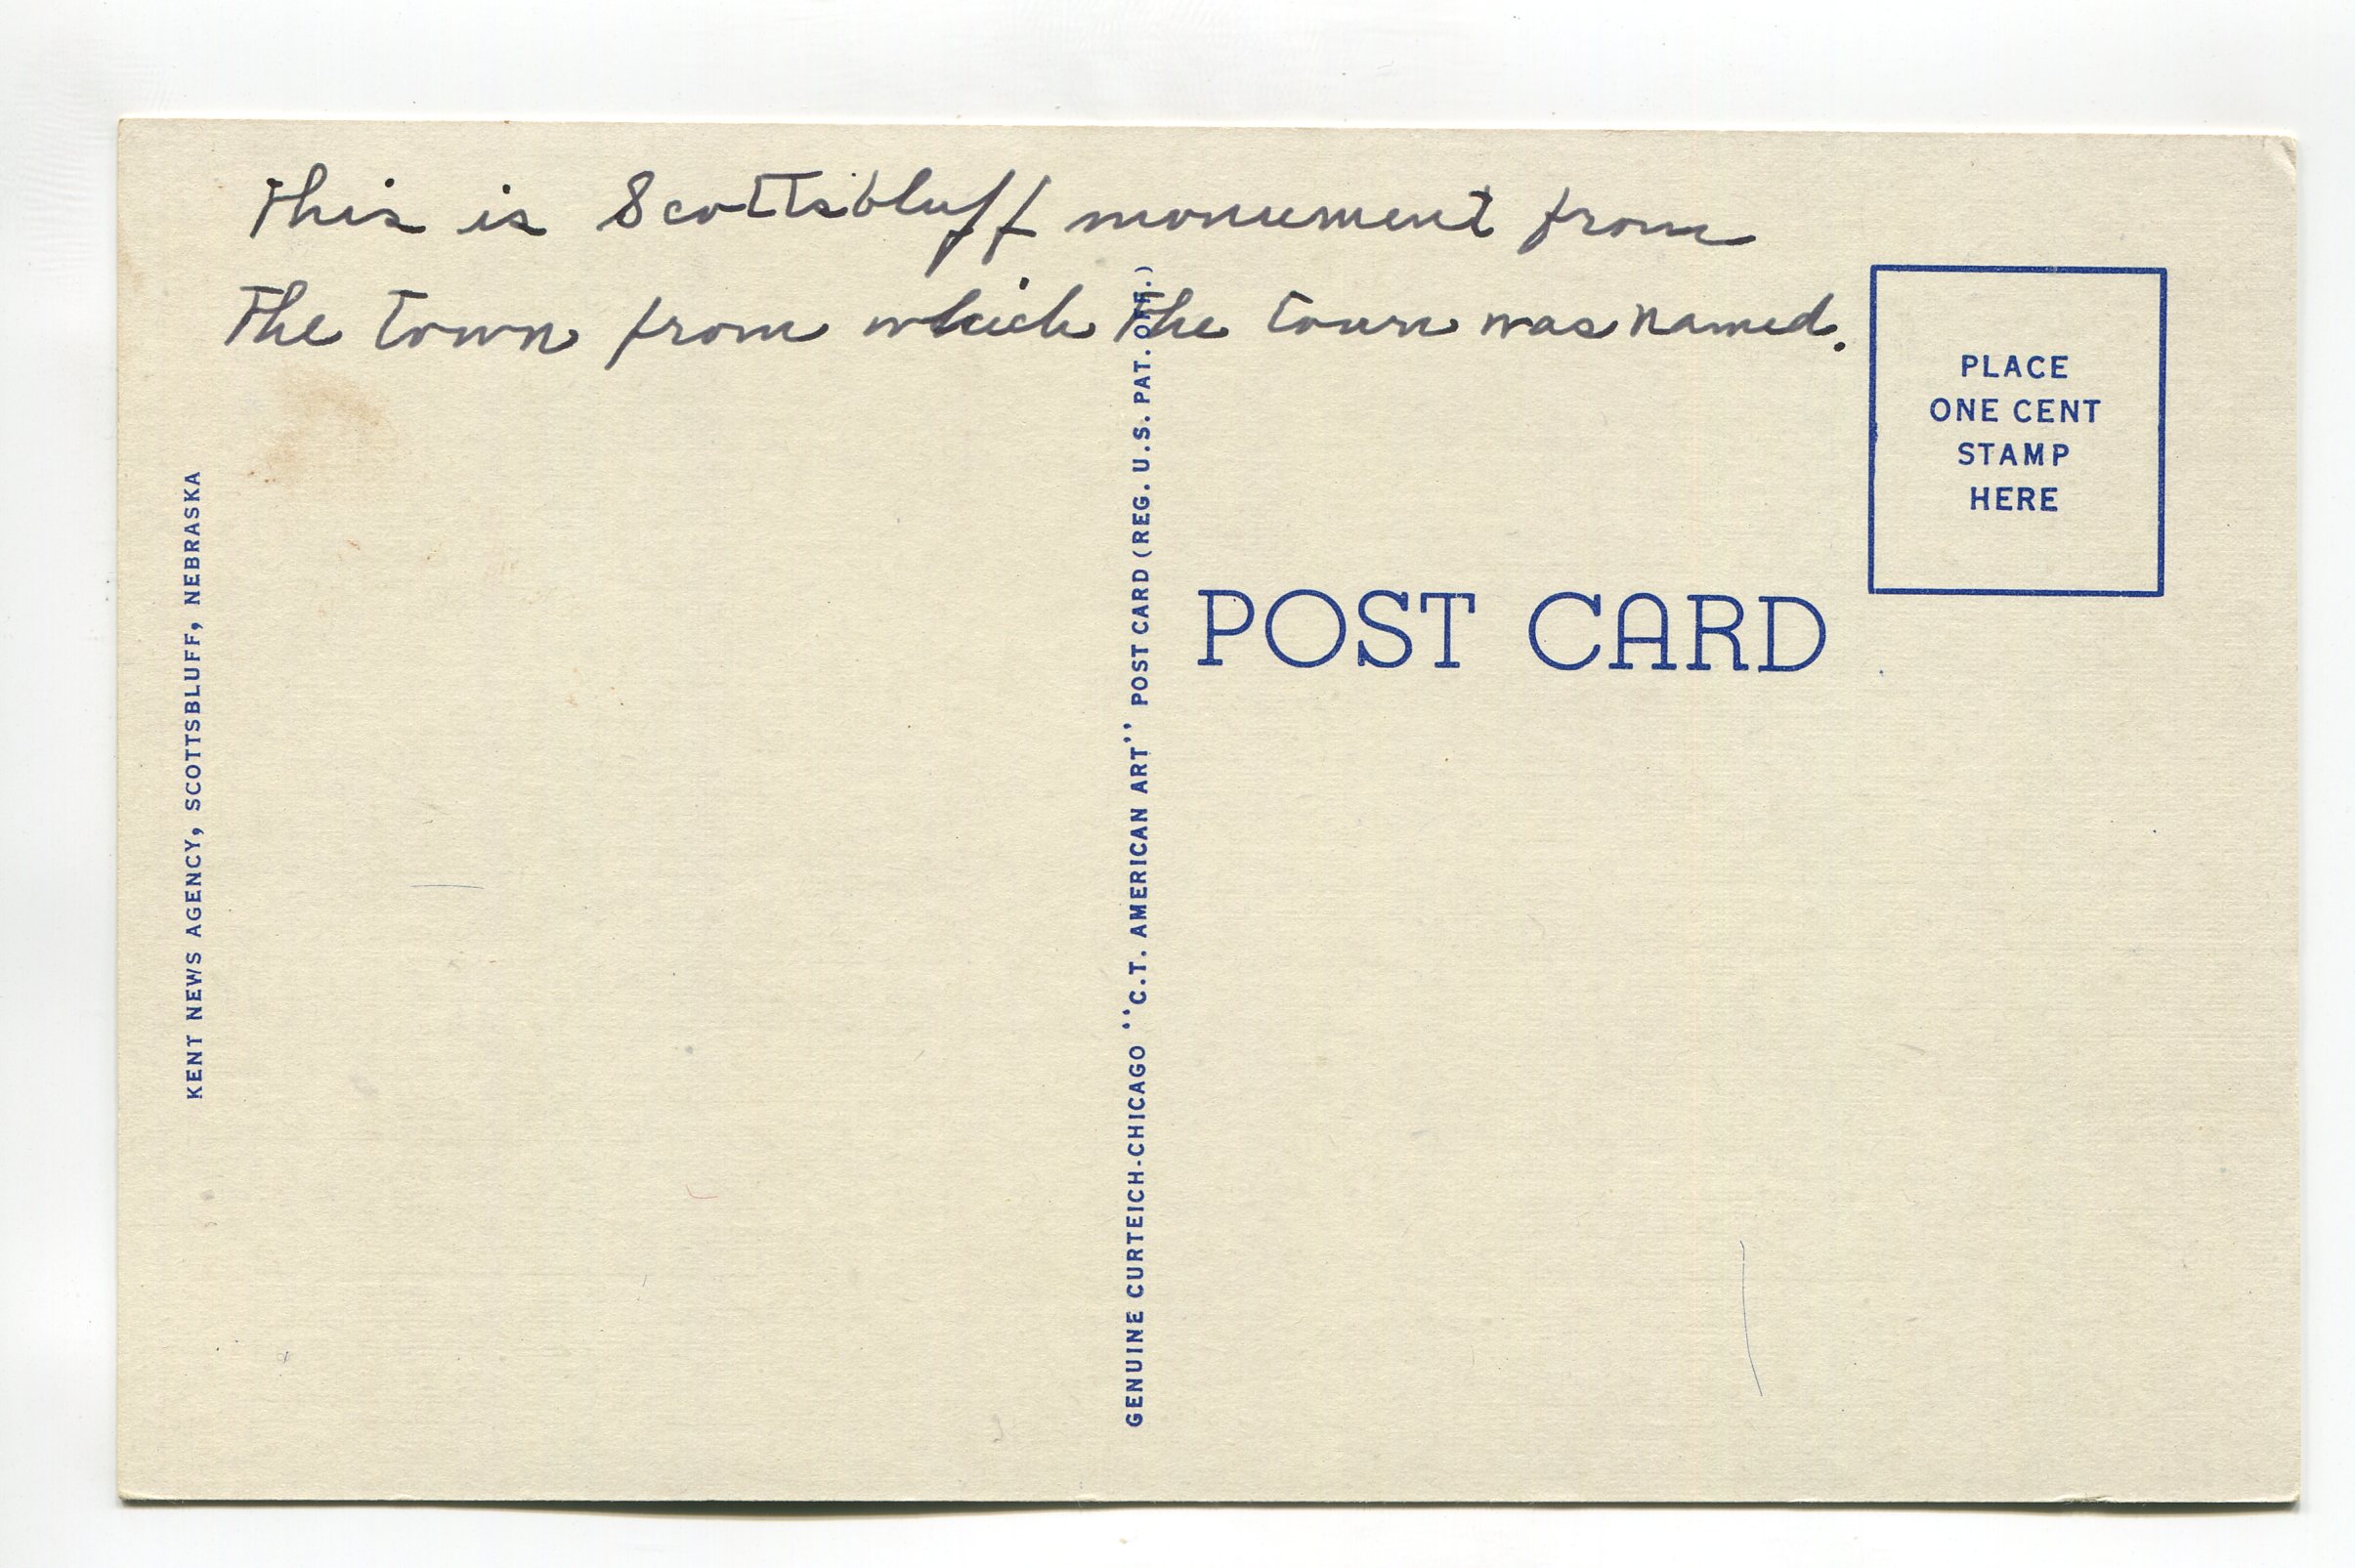 This is Scottsbluff monument from
The Town from which The Town was named.
PLACE
ONE CENT
STAMP
HERE
POST CARD
KENT NEWS AGENCY, SCOTTSBLUFF, NEBRASKA
GENUINE CURTEICH-CHICAGO "C.T. AMERICAN ART" POST CARD (REG. U.S. PAT. OFF.)